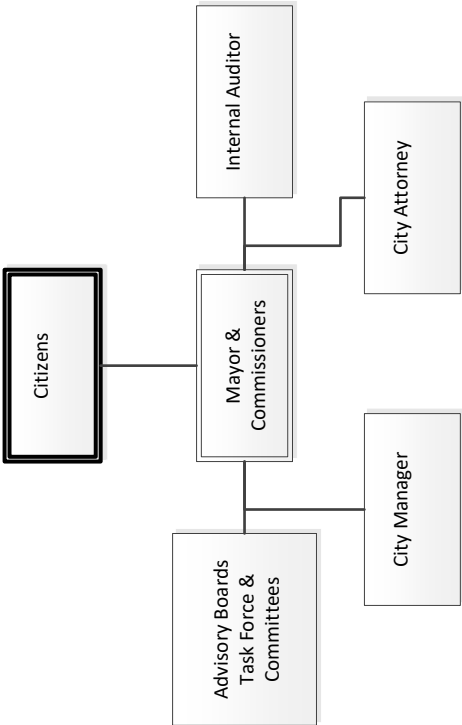 Citizens
Advisory Boards
Task Force &
Committees
Mayor &
Commissioners
Internal Auditor
City Manager
City Attorney